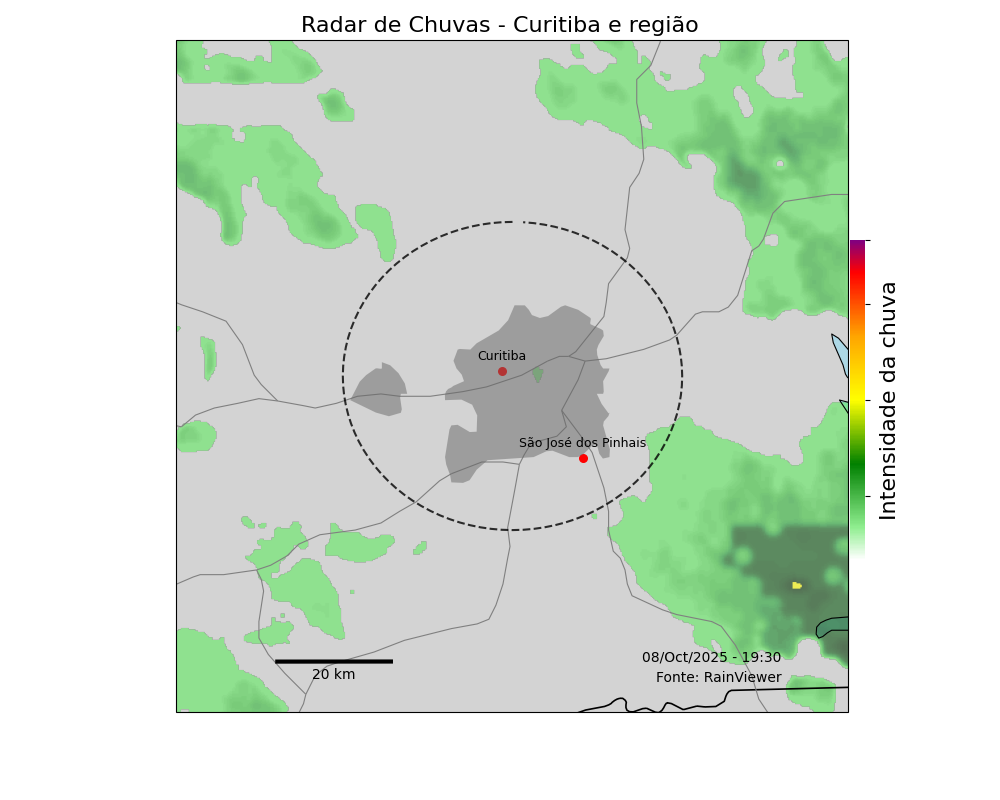 Radar de Chuvas - Curitiba e região
Curitiba
São José dos Pinhais
Intensidade da chuva
08/Oct/2025 - 19:30
20 km
Fonte: RainViewer